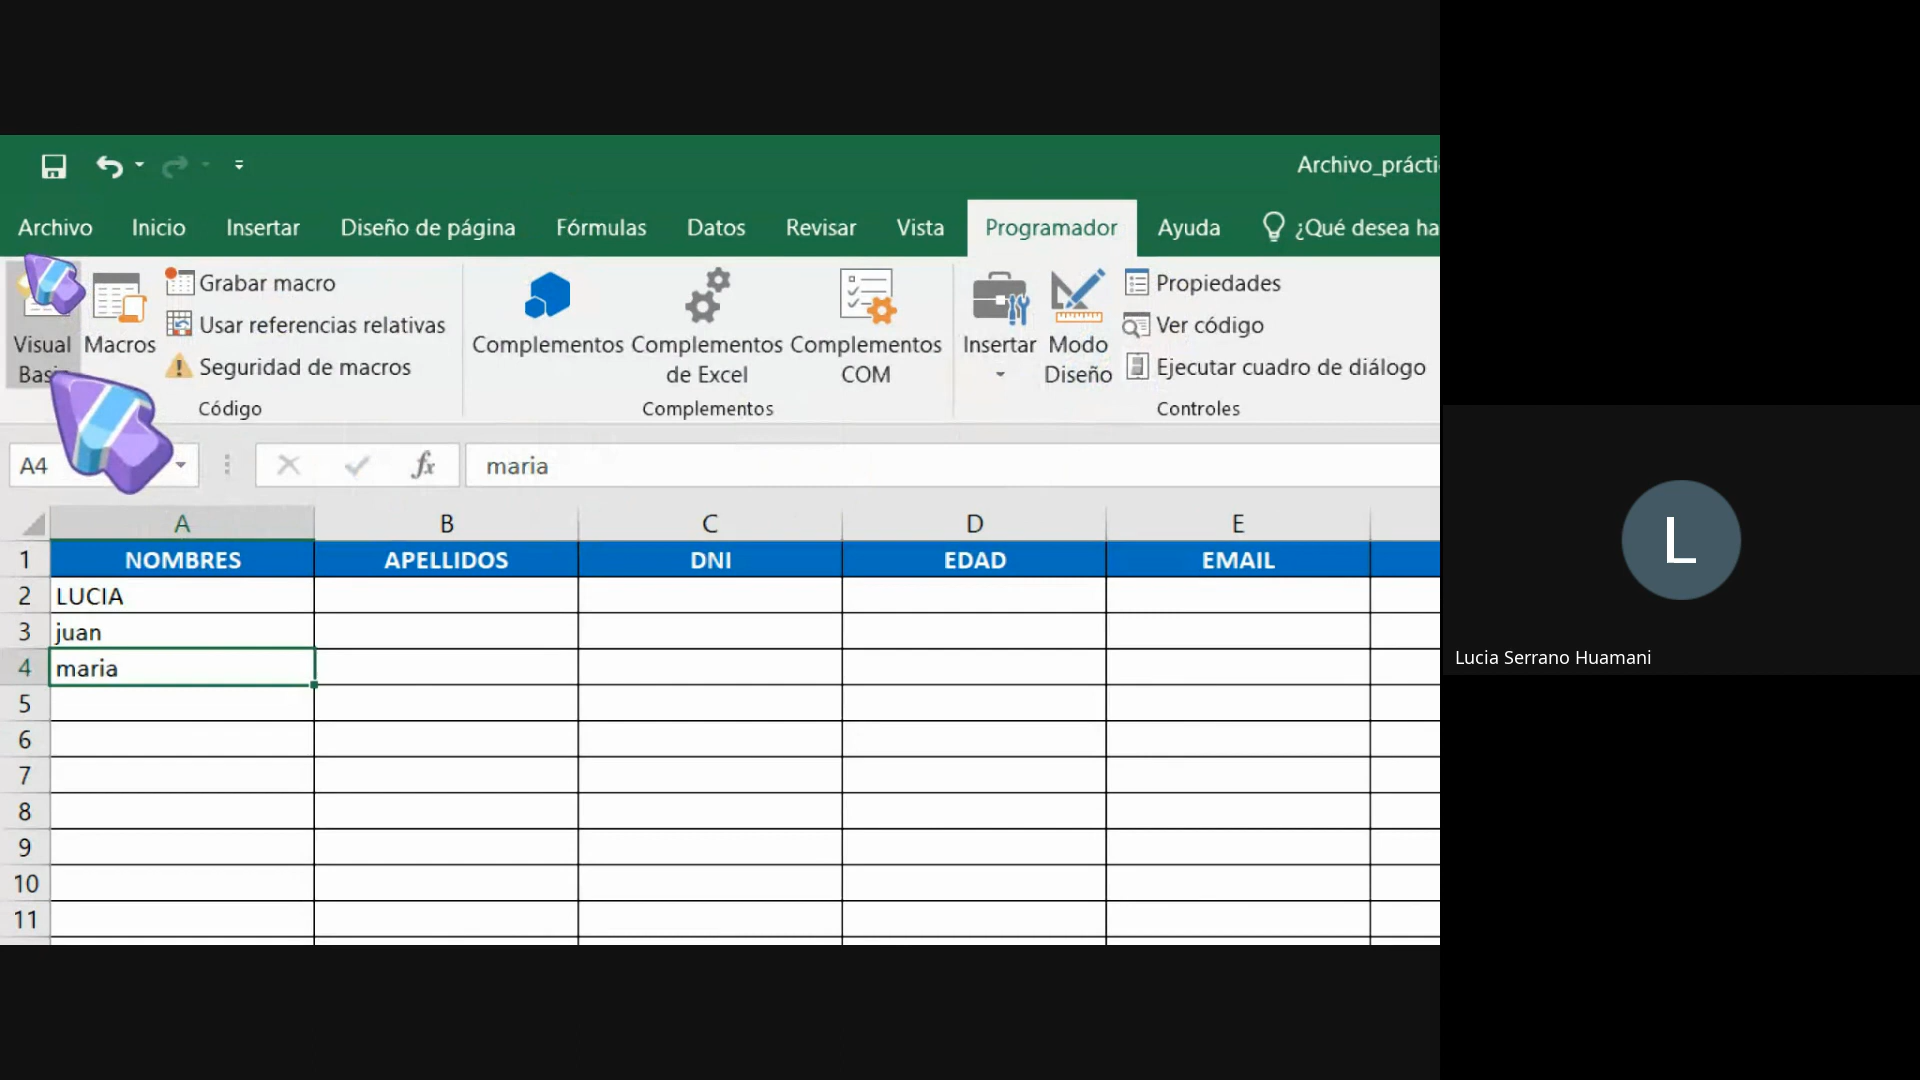 Archivo_prácti
Archivo Inicio Insertar Diseño de página Fórmulas Datos Revisar Vista Programador Ayuda ¿Qué desea ha
Visual
Macros
Grabar macro
Usar referencias relativas
Seguridad de macros
Código
Complementos
Complementos
de Excel
Complementos
COM
Complementos
Insertar
Modo
Diseño
Propiedades
Ver código
Ejecutar cuadro de diálogo
Controles
A4 fx maria
A B C D E
1 NOMBRES APELLIDOS DNI EDAD EMAIL
2 LUCIA
3 juan
4 maria
5
6
7
8
9
10
11
L
Lucia Serrano Huamani